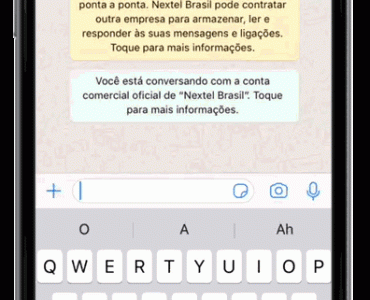 ponta a ponta. Nextel Brasil pode contratar
outra empresa para armazenar, ler e
responder às suas mensagens e ligações.
Toque para mais informações.
Você está conversando com a conta
comercial oficial de “Nextel Brasil”. Toque
para mais informações.
O A Ah
Q W E R T Y U I O P